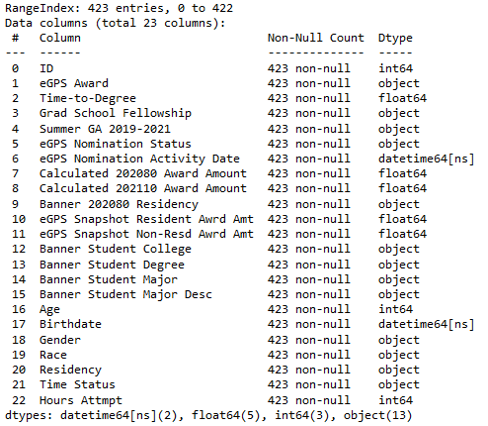 RangeIndex: 423 entries, 0 to 422
Data columns (total 23 columns):
 #   Column                         Non-Null Count  Dtype
---  ------                         --------------  -----
 0   ID                             423 non-null    int64
 1   eGPS Award                     423 non-null    object
 2   Time-to-Degree                 423 non-null    float64
 3   Grad School Fellowship         423 non-null    object
 4   Summer GA 2019-2021            423 non-null    object
 5   eGPS Nomination Status         423 non-null    object
 6   eGPS Nomination Activity Date  423 non-null    datetime64[ns]
 7   Calculated 202080 Award Amount 423 non-null    float64
 8   Calculated 202110 Award Amount 423 non-null    float64
 9   Banner 202080 Residency        423 non-null    object
 10  eGPS Snapshot Resident Awrd Amt 423 non-null    float64
 11  eGPS Snapshot Non-Resd Awrd Amt 423 non-null    float64
 12  Banner Student College         423 non-null    object
 13  Banner Student Degree          423 non-null    object
 14  Banner Student Major           423 non-null    object
 15  Banner Student Major Desc      423 non-null    object
 16  Age                            423 non-null    int64
 17  Birthdate                      423 non-null    datetime64[ns]
 18  Gender                         423 non-null    object
 19  Race                           423 non-null    object
 20  Residency                      423 non-null    object
 21  Time Status                    423 non-null    object
 22  Hours Attmpt                   423 non-null    int64
dtypes: datetime64[ns](2), float64(5), int64(3), object(13)